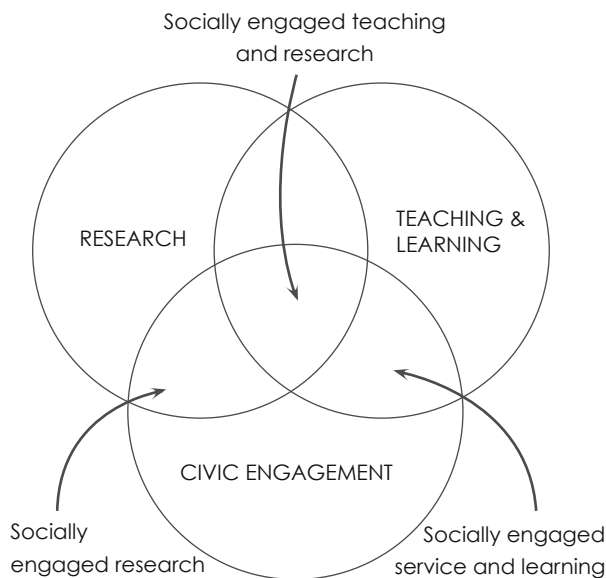 Socially engaged teaching
and research
RESEARCH
TEACHING &
LEARNING
CIVIC ENGAGEMENT
Socially
engaged research
Socially engaged
service and learning